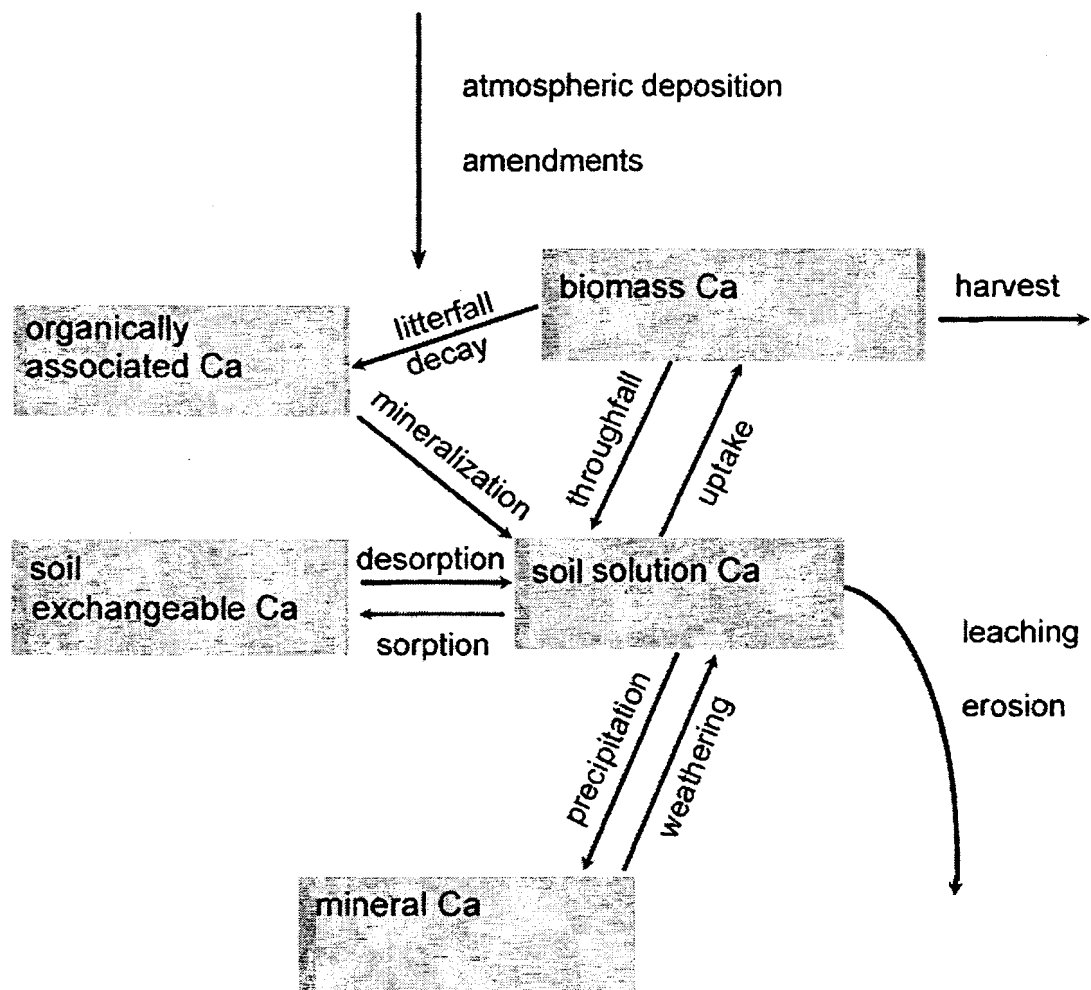 atmospheric deposition
amendments
biomass Ca
harvest
organically
associated Ca
litterfall
decay
mineralization
throughfall
uptake
soil
exchangeable Ca
desorption
sorption
soil solution Ca
leaching
erosion
precipitation
weathering
mineral Ca